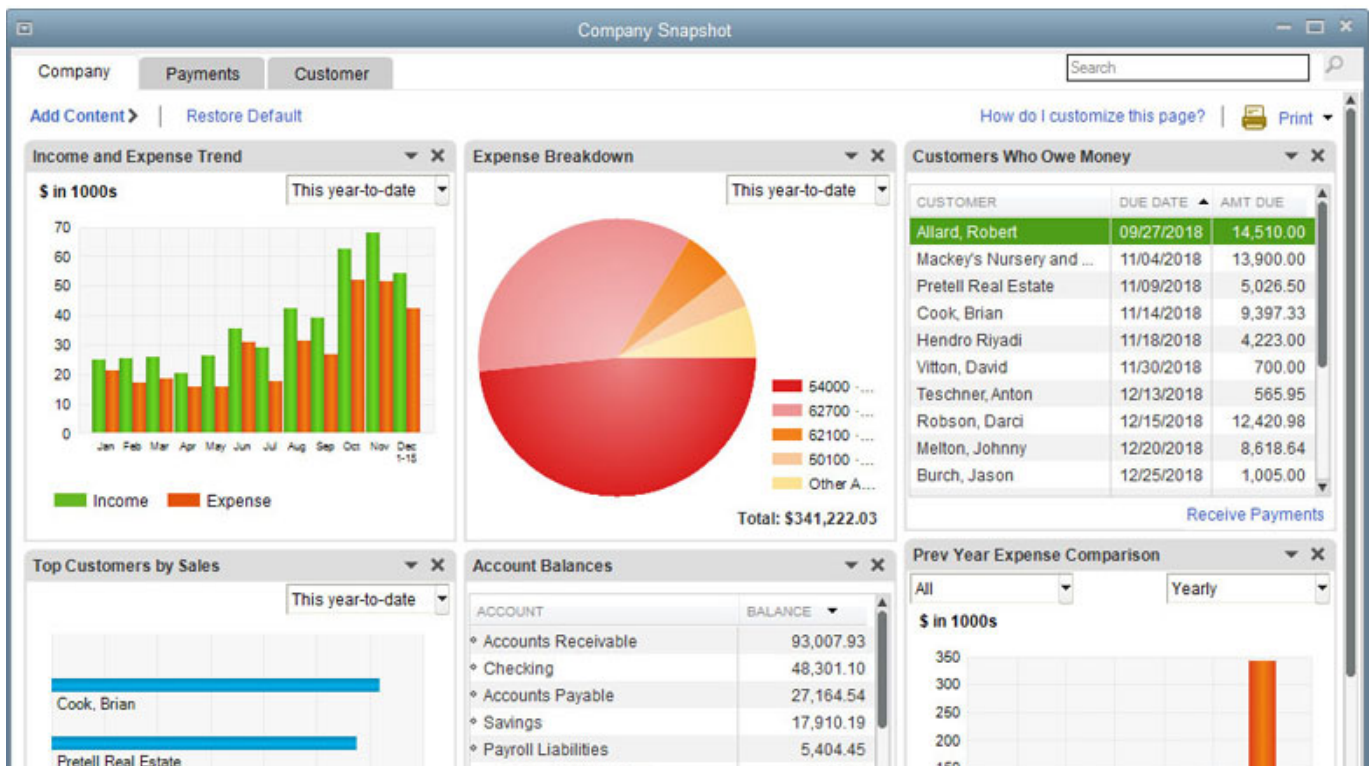 Company Snapshot
Company Payments Customer
Search
Add Content
Restore Default
How do I customize this page?
Print
Income and Expense Trend
$ in 1000s
This year-to-date
70
60
50
40
30
20
10
0
Jan Feb Mar Apr May Jun Jul Aug Sep Oct Nov Dec
1-15
Income Expense
Expense Breakdown
This year-to-date
54000 -...
62700 -...
62100 -...
50100 -...
Other A...
Total: $341,222.03
Customers Who Owe Money
CUSTOMER DUE DATE AMT DUE
Allard, Robert 09/27/2018 14,510.00
Mackey's Nursery and ... 11/04/2018 13,900.00
Pretell Real Estate 11/09/2018 5,026.50
Cook, Brian 11/14/2018 9,397.33
Hendro Riyadi 11/18/2018 4,223.00
Vitton, David 11/30/2018 700.00
Teschner, Anton 12/13/2018 565.95
Robson, Darci 12/15/2018 12,420.98
Melton, Johnny 12/20/2018 8,618.64
Burch, Jason 12/25/2018 1,005.00
Receive Payments
Top Customers by Sales
This year-to-date
Cook, Brian
Pretell Real Estate
Account Balances
ACCOUNT BALANCE
Accounts Receivable 93,007.93
Checking 48,301.10
Accounts Payable 27,164.54
Savings 17,910.19
Payroll Liabilities 5,404.45
Prev Year Expense Comparison
All Yearly
$ in 1000s
350
300
250
200
150